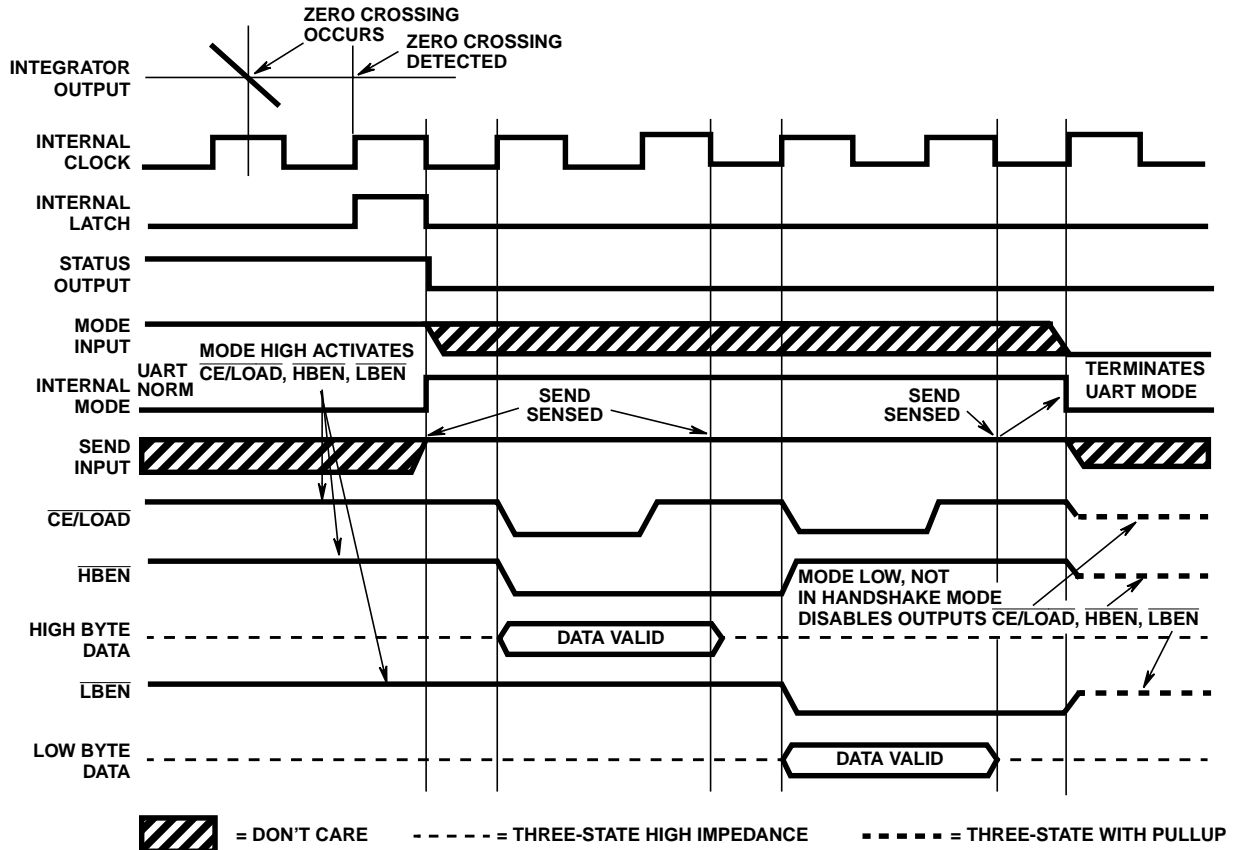 ZERO CROSSING
OCCURS
ZERO CROSSING
DETECTED
INTEGRATOR
OUTPUT
INTERNAL
CLOCK
INTERNAL
LATCH
STATUS
OUTPUT
MODE
INPUT
MODE HIGH ACTIVATES
CE/LOAD, HBEN, LBEN
UART
NORM
INTERNAL
MODE
TERMINATES
UART MODE
SEND
SENSED
SEND
SENSED
SEND
INPUT
CE/LOAD
HBEN
MODE LOW, NOT
IN HANDSHAKE MODE
DISABLES OUTPUTS CE/LOAD, HBEN, LBEN
HIGH BYTE
DATA
DATA VALID
LBEN
LOW BYTE
DATA
DATA VALID
= DON'T CARE
= THREE-STATE HIGH IMPEDANCE
= THREE-STATE WITH PULLUP